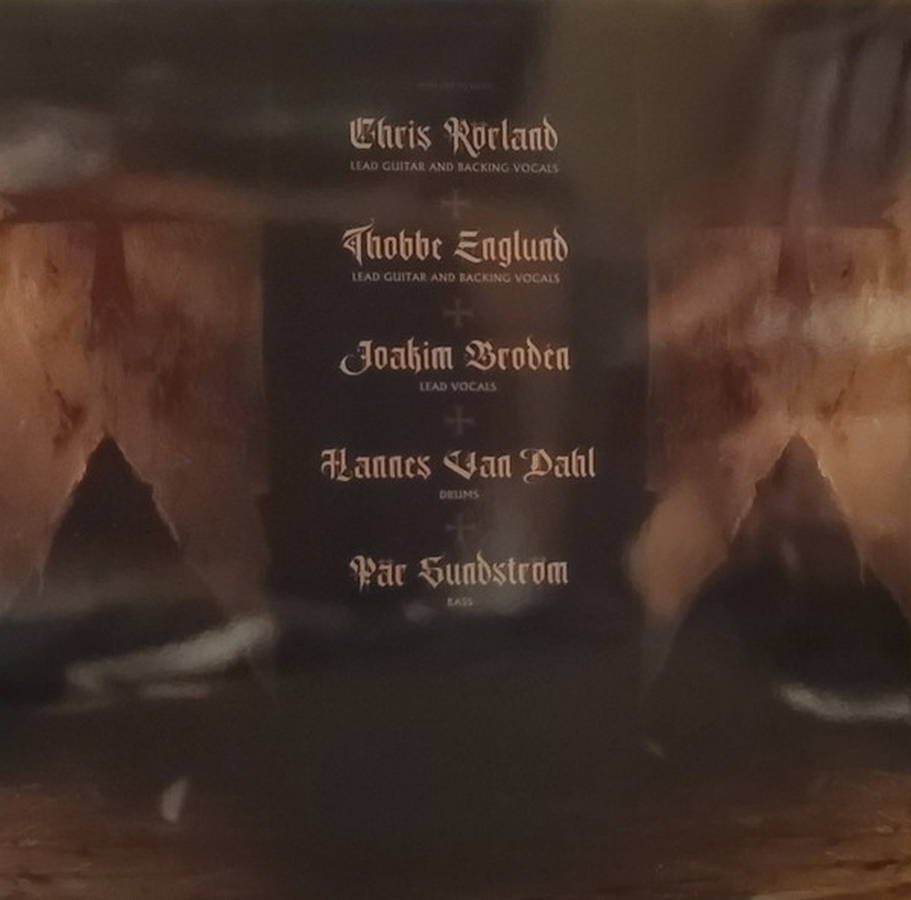 Chris Rörland
LEAD GUITAR AND BACKING VOCALS
Thobbe Englund
LEAD GUITAR AND BACKING VOCALS
Joakim Brodén
LEAD VOCALS
Hannes Van Dahl
DRUMS
Pär Sundström
BASS